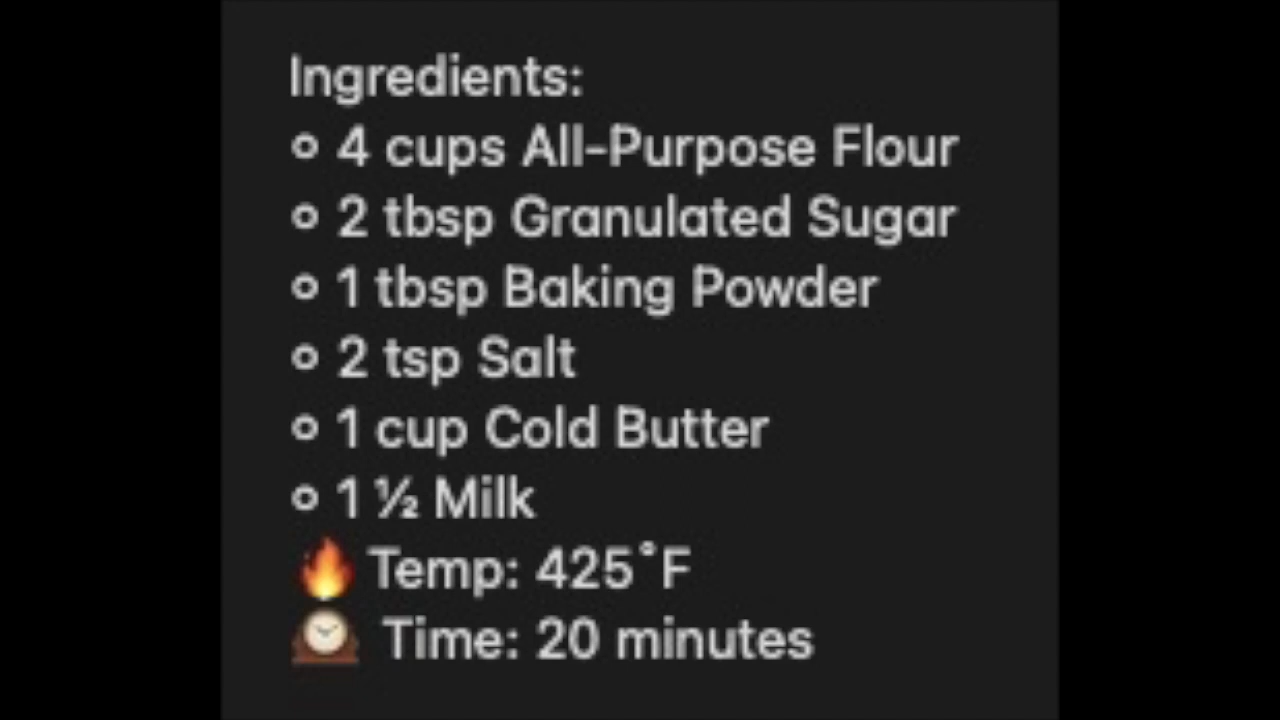 Ingredients:
⚬ 4 cups All-Purpose Flour
⚬ 2 tbsp Granulated Sugar
⚬ 1 tbsp Baking Powder
⚬ 2 tsp Salt
⚬ 1 cup Cold Butter
⚬ 1 ½ Milk
🔥 Temp: 425˚F
🕰️ Time: 20 minutes